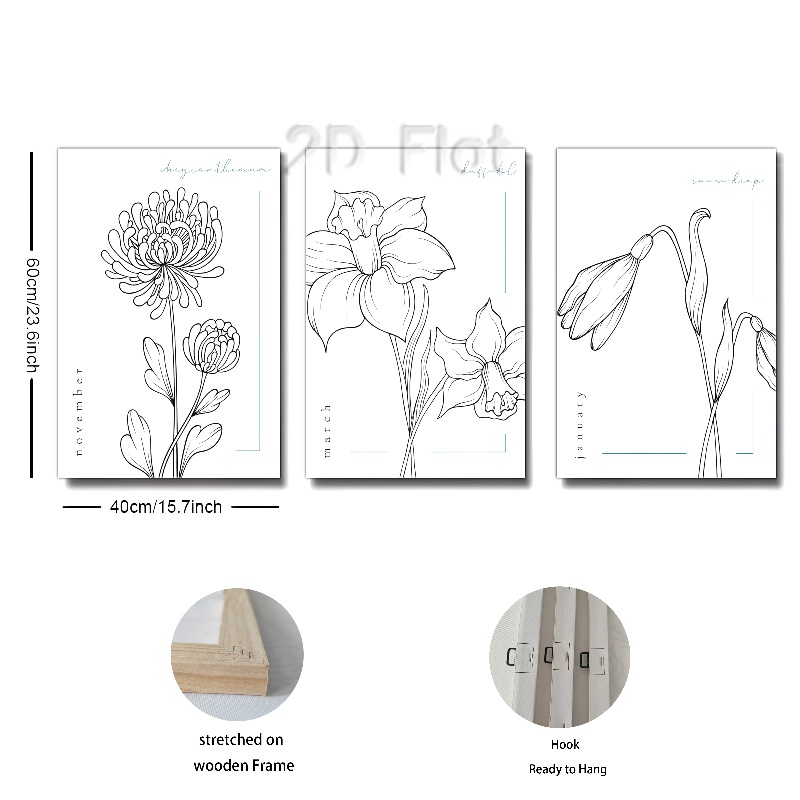 2D Flat
chrysanthemum
daffodil
snowdrop
november
march
january
60cm/23.6inch
40cm/15.7inch
stretched on
wooden Frame
Hook
Ready to Hang